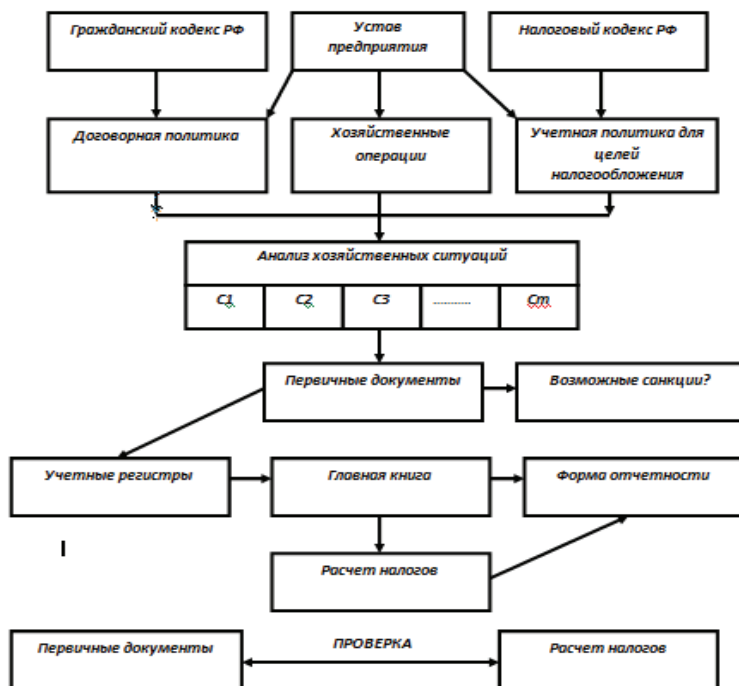 Гражданский кодекс РФ
Устав
предприятия
Налоговый кодекс РФ
Договорная политика
Хозяйственные
операции
Учетная политика для
целей
налогообложения
Анализ хозяйственных ситуаций
С1
С2
С3
...........
Ст
Первичные документы
Возможные санкции?
Учетные регистры
Главная книга
Форма отчетности
Расчет налогов
Первичные документы
ПРОВЕРКА
Расчет налогов